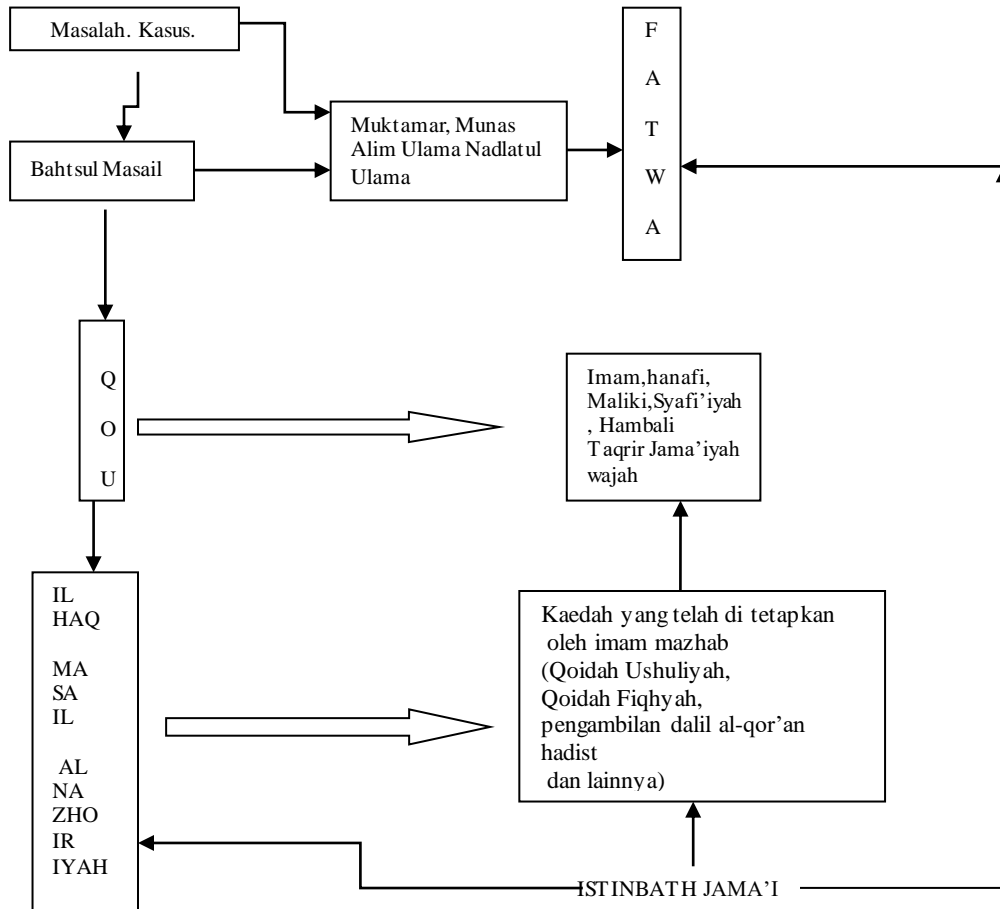 Masalah. Kasus.
Bahtsul Masail
Muktamar, Munas
Alim Ulama Nadlatul
Ulama
F
A
T
W
A
Q
O
U
Imam,hanafi,
Maliki,Syafi’iyah
, Hambali
Taqrir Jama’iyah
wajah
IL
HAQ
MA
SA
IL
AL
NA
ZHO
IR
IYAH
Kaedah yang telah di tetapkan
oleh imam mazhab
(Qoidah Ushuliyah,
Qoidah Fiqhyah,
pengambilan dalil al-qor’an
hadist
dan lainnya)
ISTINBATH JAMA’I